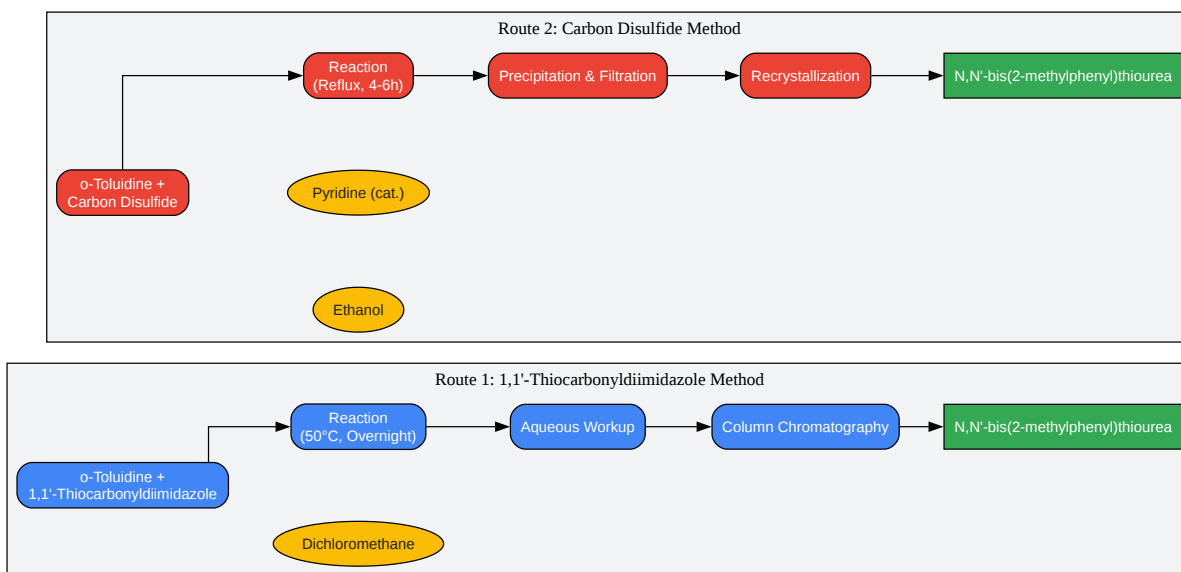 Route 2: Carbon Disulfide Method
Reaction
(Reflux, 4-6h)
Precipitation & Filtration
Recrystallization
N,N'-bis(2-methylphenyl)thiourea
o-Toluidine +
Carbon Disulfide
Pyridine (cat.)
Ethanol
Route 1: 1,1'-Thiocarbonyldiimidazole Method
Reaction
(50°C, Overnight)
Aqueous Workup
Column Chromatography
N,N'-bis(2-methylphenyl)thiourea
o-Toluidine +
1,1'-Thiocarbonyldiimidazole
Dichloromethane